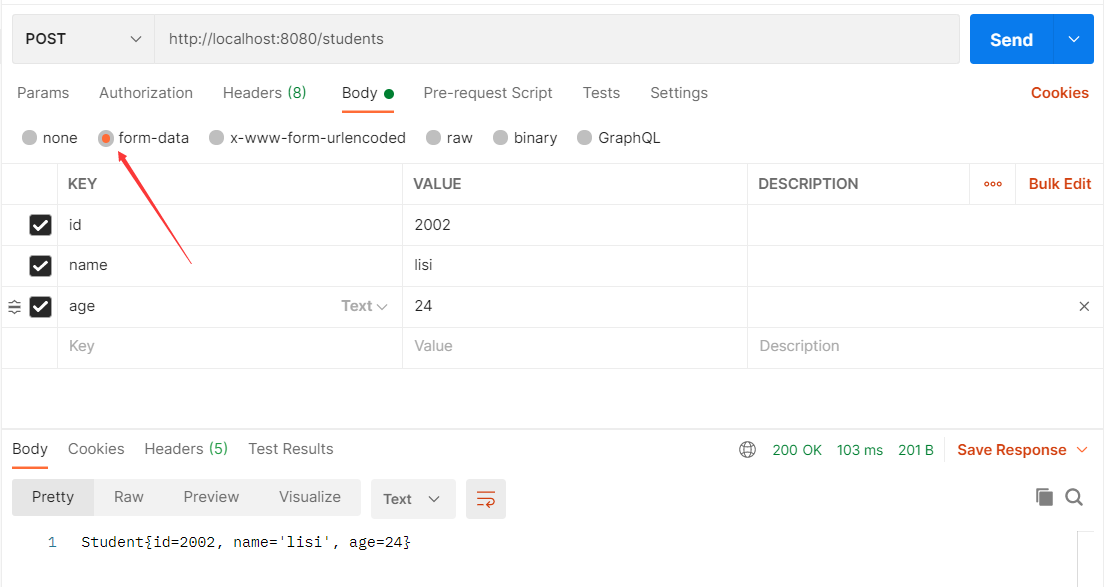 POST http://localhost:8080/students Send
Params Authorization Headers (8) Body Pre-request Script Tests Settings Cookies
none form-data x-www-form-urlencoded raw binary GraphQL
KEY VALUE DESCRIPTION Bulk Edit
id 2002
name lisi
age Text 24
Key Value Description
Body Cookies Headers (5) Test Results 200 OK 103 ms 201 B Save Response
Pretty Raw Preview Visualize Text
1 Student{id=2002, name='lisi', age=24}